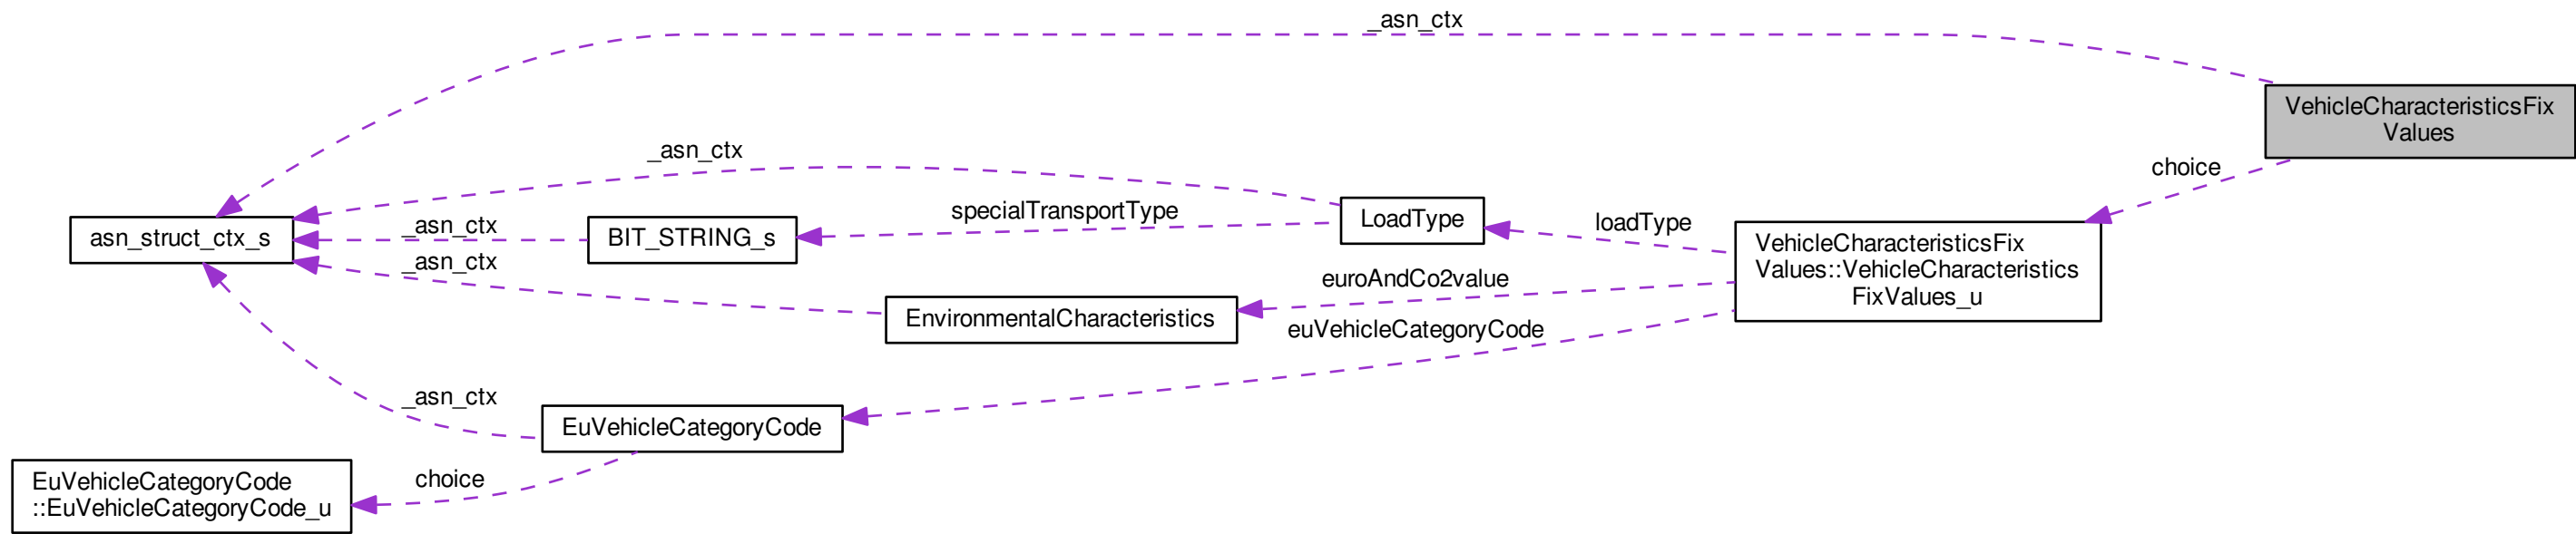 _asn_ctx
VehicleCharacteristicsFix
Values
_asn_ctx
choice
specialTransportType
LoadType
loadType
asn_struct_ctx_s
_asn_ctx
BIT_STRING_s
VehicleCharacteristicsFix
Values::VehicleCharacteristics
FixValues_u
_asn_ctx
euroAndCo2value
EnvironmentalCharacteristics
euVehicleCategoryCode
_asn_ctx
EuVehicleCategoryCode
choice
EuVehicleCategoryCode
::EuVehicleCategoryCode_u